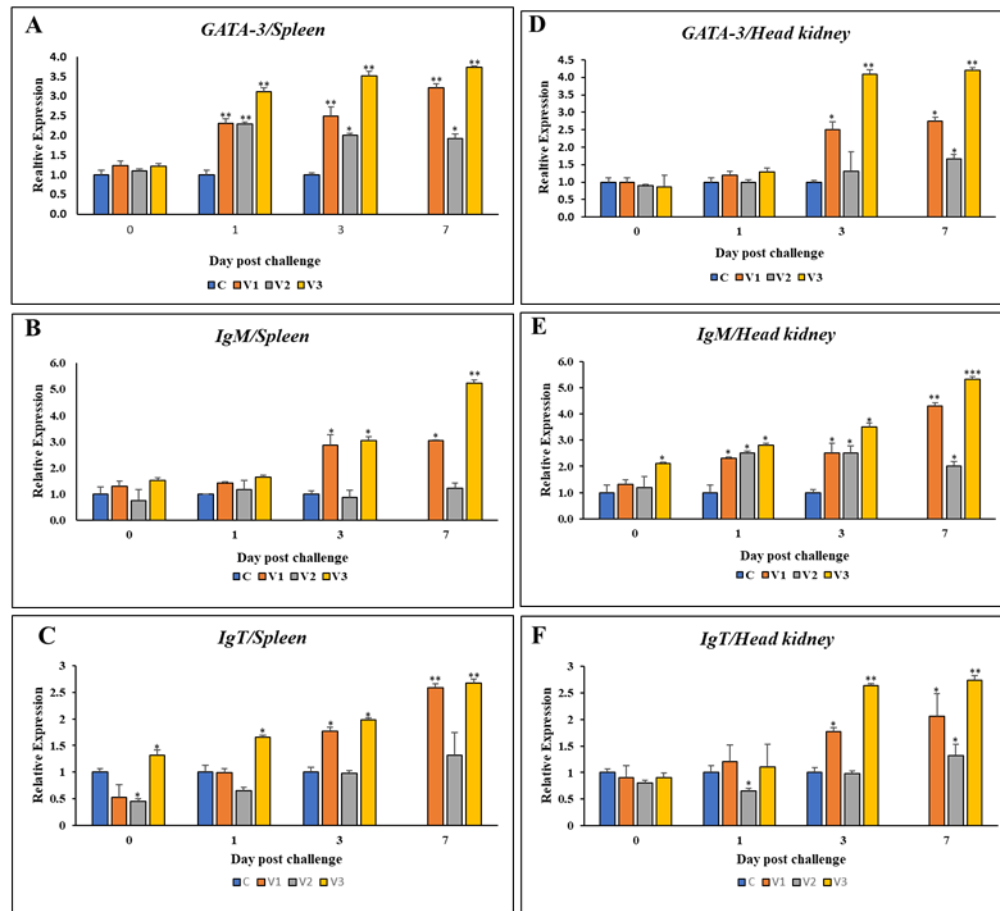 A
GATA-3/Spleen
Realtive Expression
4.0
3.5
3.0
2.5
2.0
1.5
1.0
0.5
0.0
** ** ** ** * ** ** * **
0 1 3 7
Day post challenge
C V1 V2 V3
B
IgM/Spleen
Relative Expression
6.0
5.0
4.0
3.0
2.0
1.0
0.0
* * * **
0 1 3 7
Day post challenge
C V1 V2 V3
C
IgT/Spleen
Relative Expression
3
2.5
2
1.5
1
0.5
0
* * * * * ** **
0 1 3 7
Day post challenge
C V1 V2 V3
D
GATA-3/Head kidney
Realtive Expression
4.5
4.0
3.5
3.0
2.5
2.0
1.5
1.0
0.5
0.0
* ** * * **
0 1 3 7
Day post challenge
C V1 V2 V3
E
IgM/Head kidney
Relative Expression
6.0
5.0
4.0
3.0
2.0
1.0
0.0
* * * * * * * ** * ***
0 1 3 7
Day post challenge
C V1 V2 V3
F
IgT/Head kidney
Relative Expression
3
2.5
2
1.5
1
0.5
0
* * ** * * **
0 1 3 7
Day post challenge
C V1 V2 V3